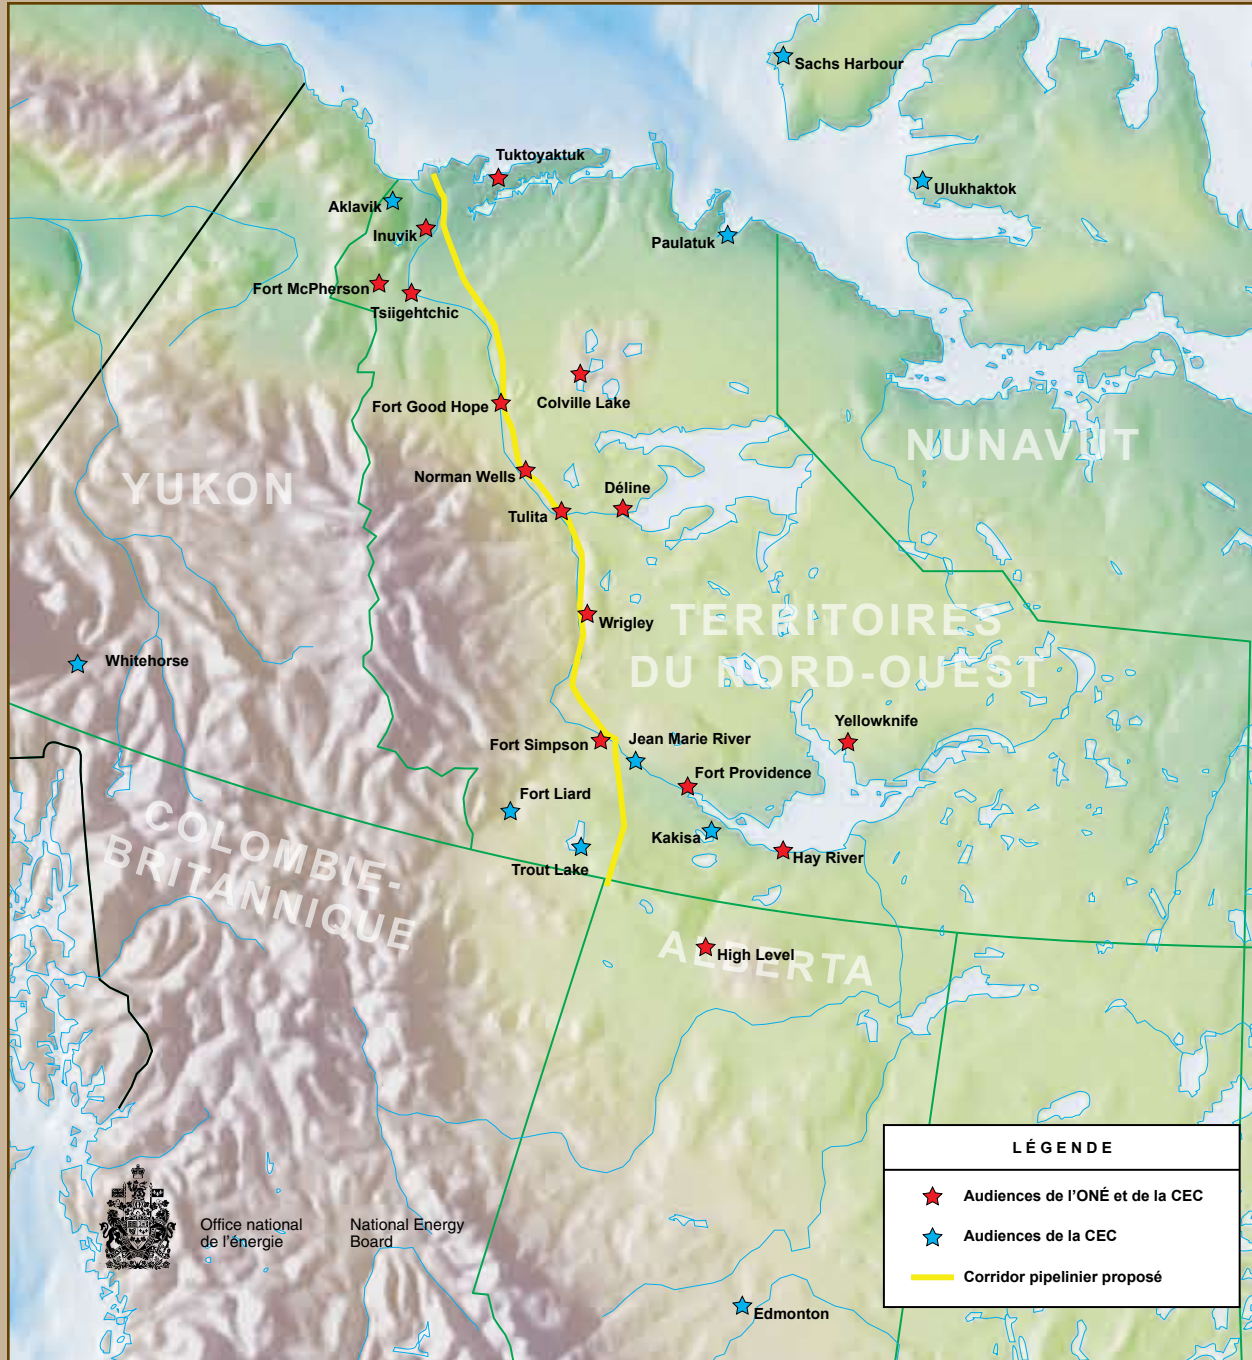 Sachs Harbour
Tuktoyaktuk
Ulukhaktok
Aklavik
Inuvik
Paulatuk
Fort McPherson
Tsiigehtchic
Colville Lake
Fort Good Hope
NUNAVUT
Norman Wells
YUKON
Déline
Tulita
Wrigley
TERRITOIRES
DU NORD-OUEST
Whitehorse
Yellowknife
Fort Simpson
Jean Marie River
Fort Providence
Fort Liard
Kakisa
Hay River
Trout Lake
COLOMBIE-
BRITANNIQUE
ALBERTA
High Level
LÉGENDE
Audiences de l'ONÉ et de la CEC
Audiences de la CEC
Corridor pipelinier proposé
Office national
de l'énergie
National Energy
Board
Edmonton